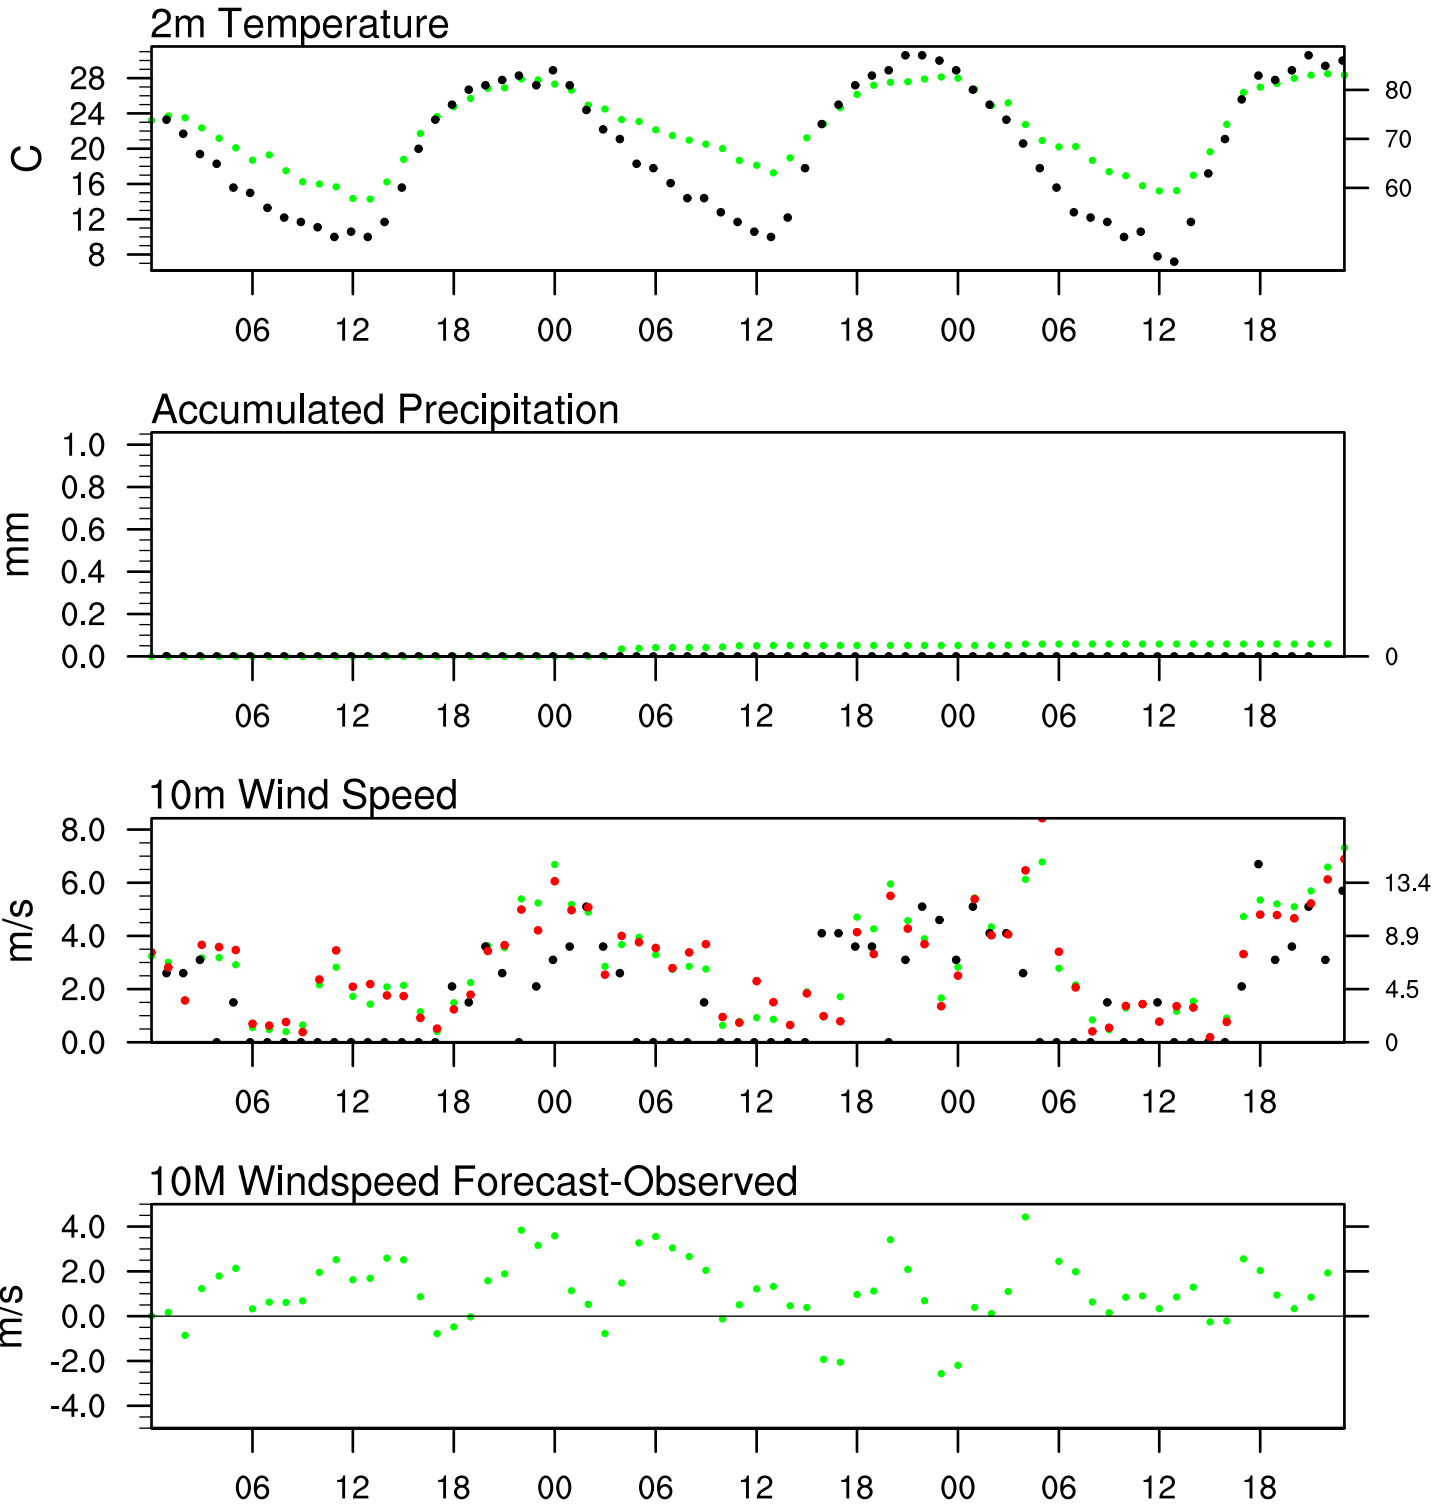 2m Temperature
C
28
24
20
16
12
8
80
70
60
06 12 18 00 06 12 18 00 06 12 18
Accumulated Precipitation
mm
1.0
0.8
0.6
0.4
0.2
0.0
0
06 12 18 00 06 12 18 00 06 12 18
10m Wind Speed
m/s
8.0
6.0
4.0
2.0
0.0
13.4
8.9
4.5
0
06 12 18 00 06 12 18 00 06 12 18
10M Windspeed Forecast-Observed
m/s
4.0
2.0
0.0
-2.0
-4.0
06 12 18 00 06 12 18 00 06 12 18